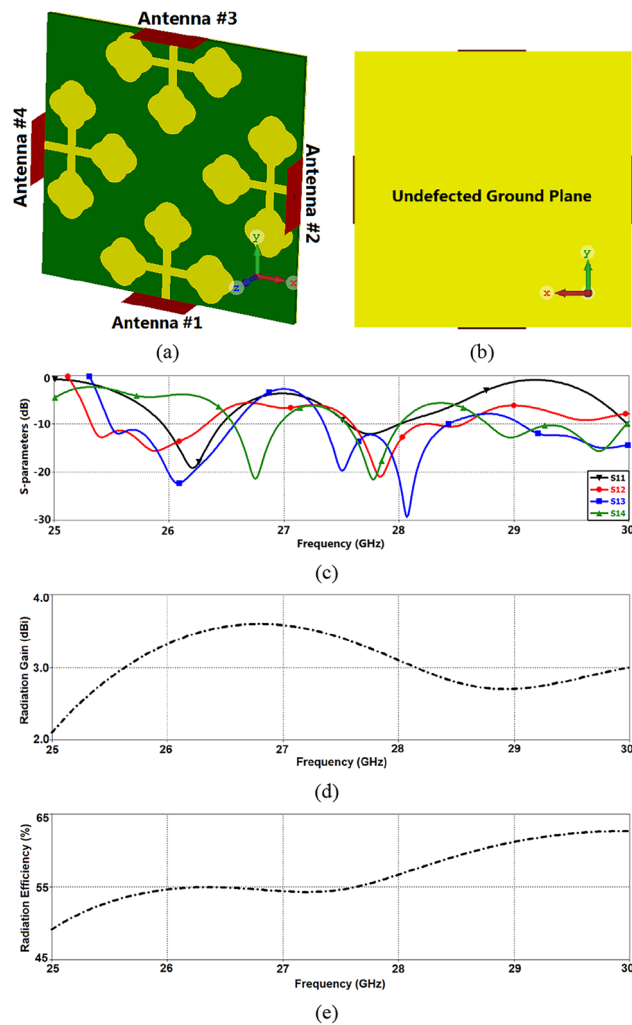 Antenna #3
Antenna #4
Antenna #2
Antenna #1
y
x
z
(a)
Undefected Ground Plane
y
x
(b)
S-parameters (dB)
0
-10
-20
-30
25
26
27
28
29
30
Frequency (GHz)
S11
S12
S13
S14
(c)
Radiation Gain (dBi)
4.0
3.0
2.0
25
26
27
28
29
30
Frequency (GHz)
(d)
Radiation Efficiency (%)
65
55
45
25
26
27
28
29
30
Frequency (GHz)
(e)